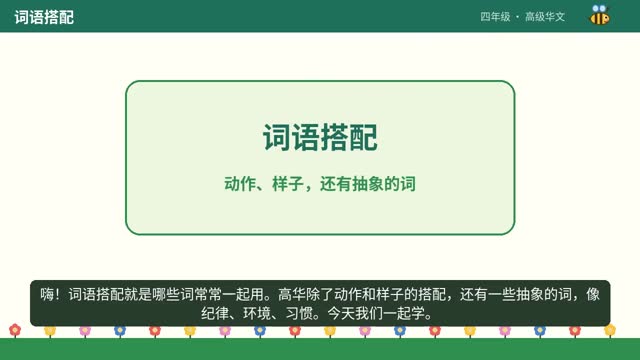 词语搭配
四年级 • 高级华文
词语搭配
动作、样子，还有抽象的词
嗨！词语搭配就是哪些词常常一起用。高华除了动作和样子的搭配，还有一些抽象的词，像
纪律、环境、习惯。今天我们一起学。